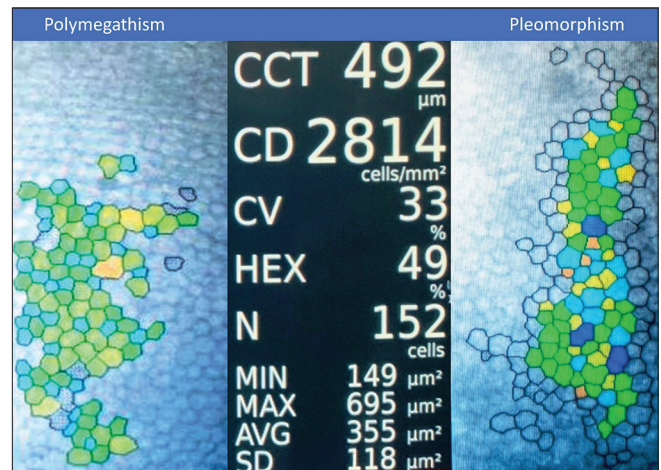 Polymegathism
Pleomorphism
CCT 492
µm
CD 2814
cells/mm²
CV 33
%
HEX 49
%
N 152
cells
MIN 149 µm²
MAX 695 µm²
AVG 355 µm²
SD 118 µm²